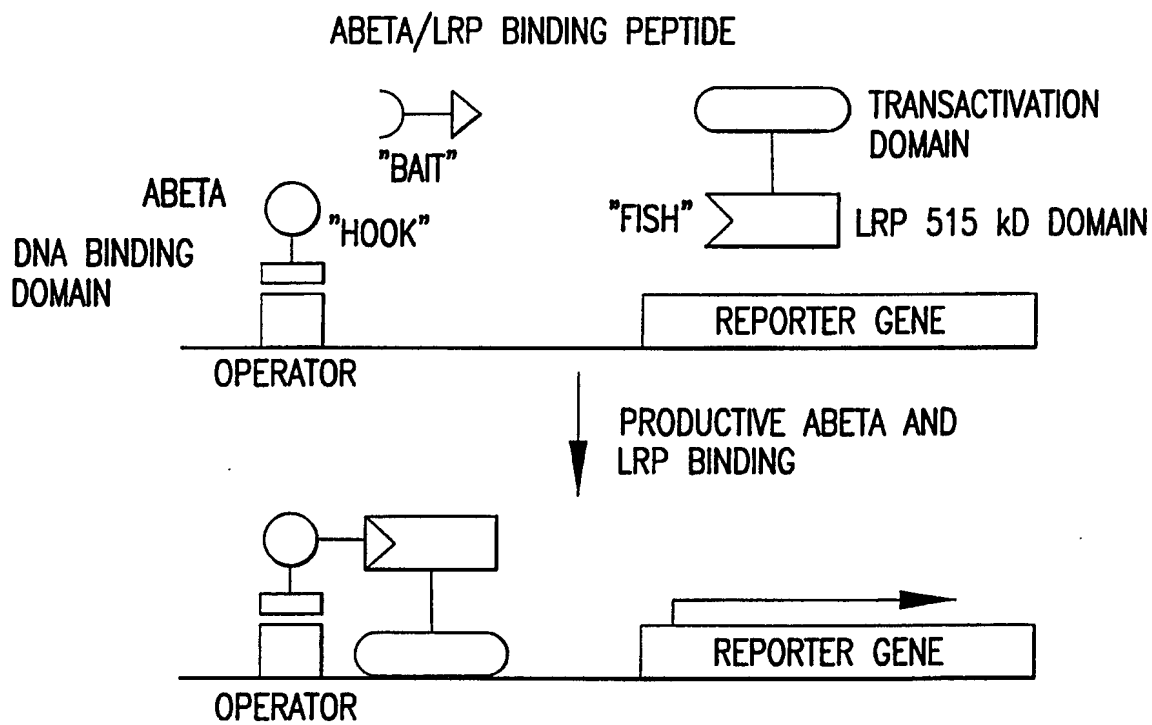 ABETA/LRP BINDING PEPTIDE
"BAIT"
TRANSACTIVATION
DOMAIN
ABETA
"HOOK"
"FISH"
LRP 515 kD DOMAIN
DNA BINDING
DOMAIN
REPORTER GENE
OPERATOR
PRODUCTIVE ABETA AND
LRP BINDING
REPORTER GENE
OPERATOR